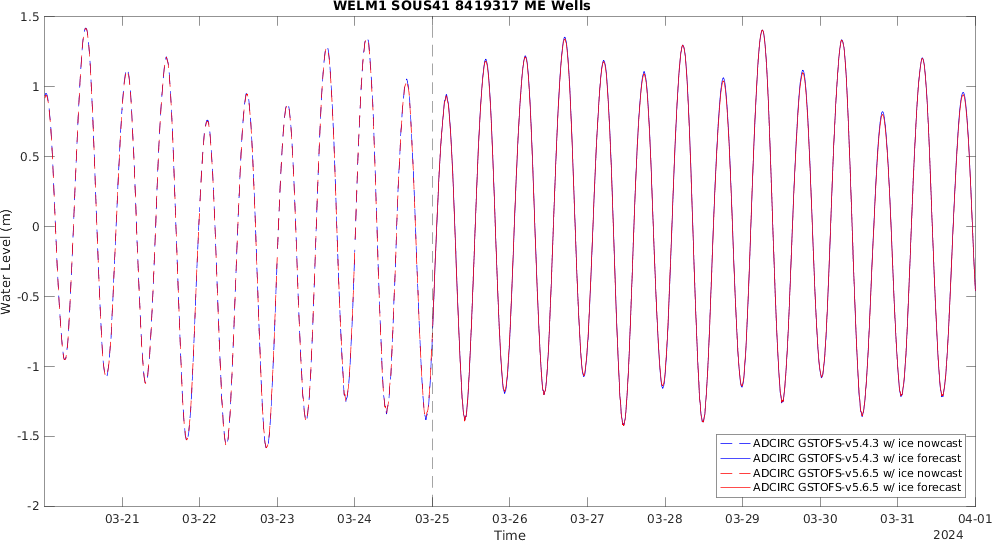 WELM1 SOUS41 8419317 ME Wells
Water Level (m)
1.5
1
0.5
0
-0.5
-1
-1.5
-2
ADCIRC GSTOFS-v5.4.3 w/ ice nowcast
ADCIRC GSTOFS-v5.4.3 w/ ice forecast
ADCIRC GSTOFS-v5.6.5 w/ ice nowcast
ADCIRC GSTOFS-v5.6.5 w/ ice forecast
03-21 03-22 03-23 03-24 03-25 03-26 03-27 03-28 03-29 03-30 03-31 04-01
Time
2024